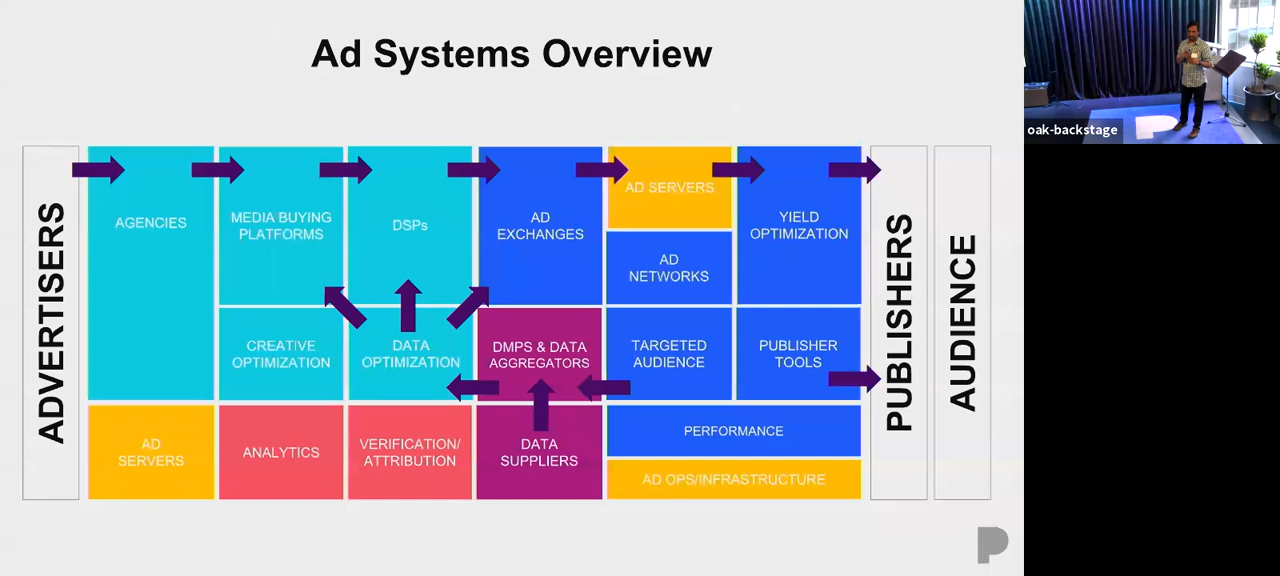 Ad Systems Overview
oak-backstage
ADVERTISERS
AGENCIES
MEDIA BUYING
PLATFORMS
DSPs
AD
EXCHANGES
AD SERVERS
AD
NETWORKS
YIELD
OPTIMIZATION
CREATIVE
OPTIMIZATION
DATA
OPTIMIZATION
DMPS & DATA
AGGREGATORS
TARGETED
AUDIENCE
PUBLISHER
TOOLS
AD
SERVERS
ANALYTICS
VERIFICATION/
ATTRIBUTION
DATA
SUPPLIERS
PERFORMANCE
AD OPS/INFRASTRUCTURE
PUBLISHERS
AUDIENCE